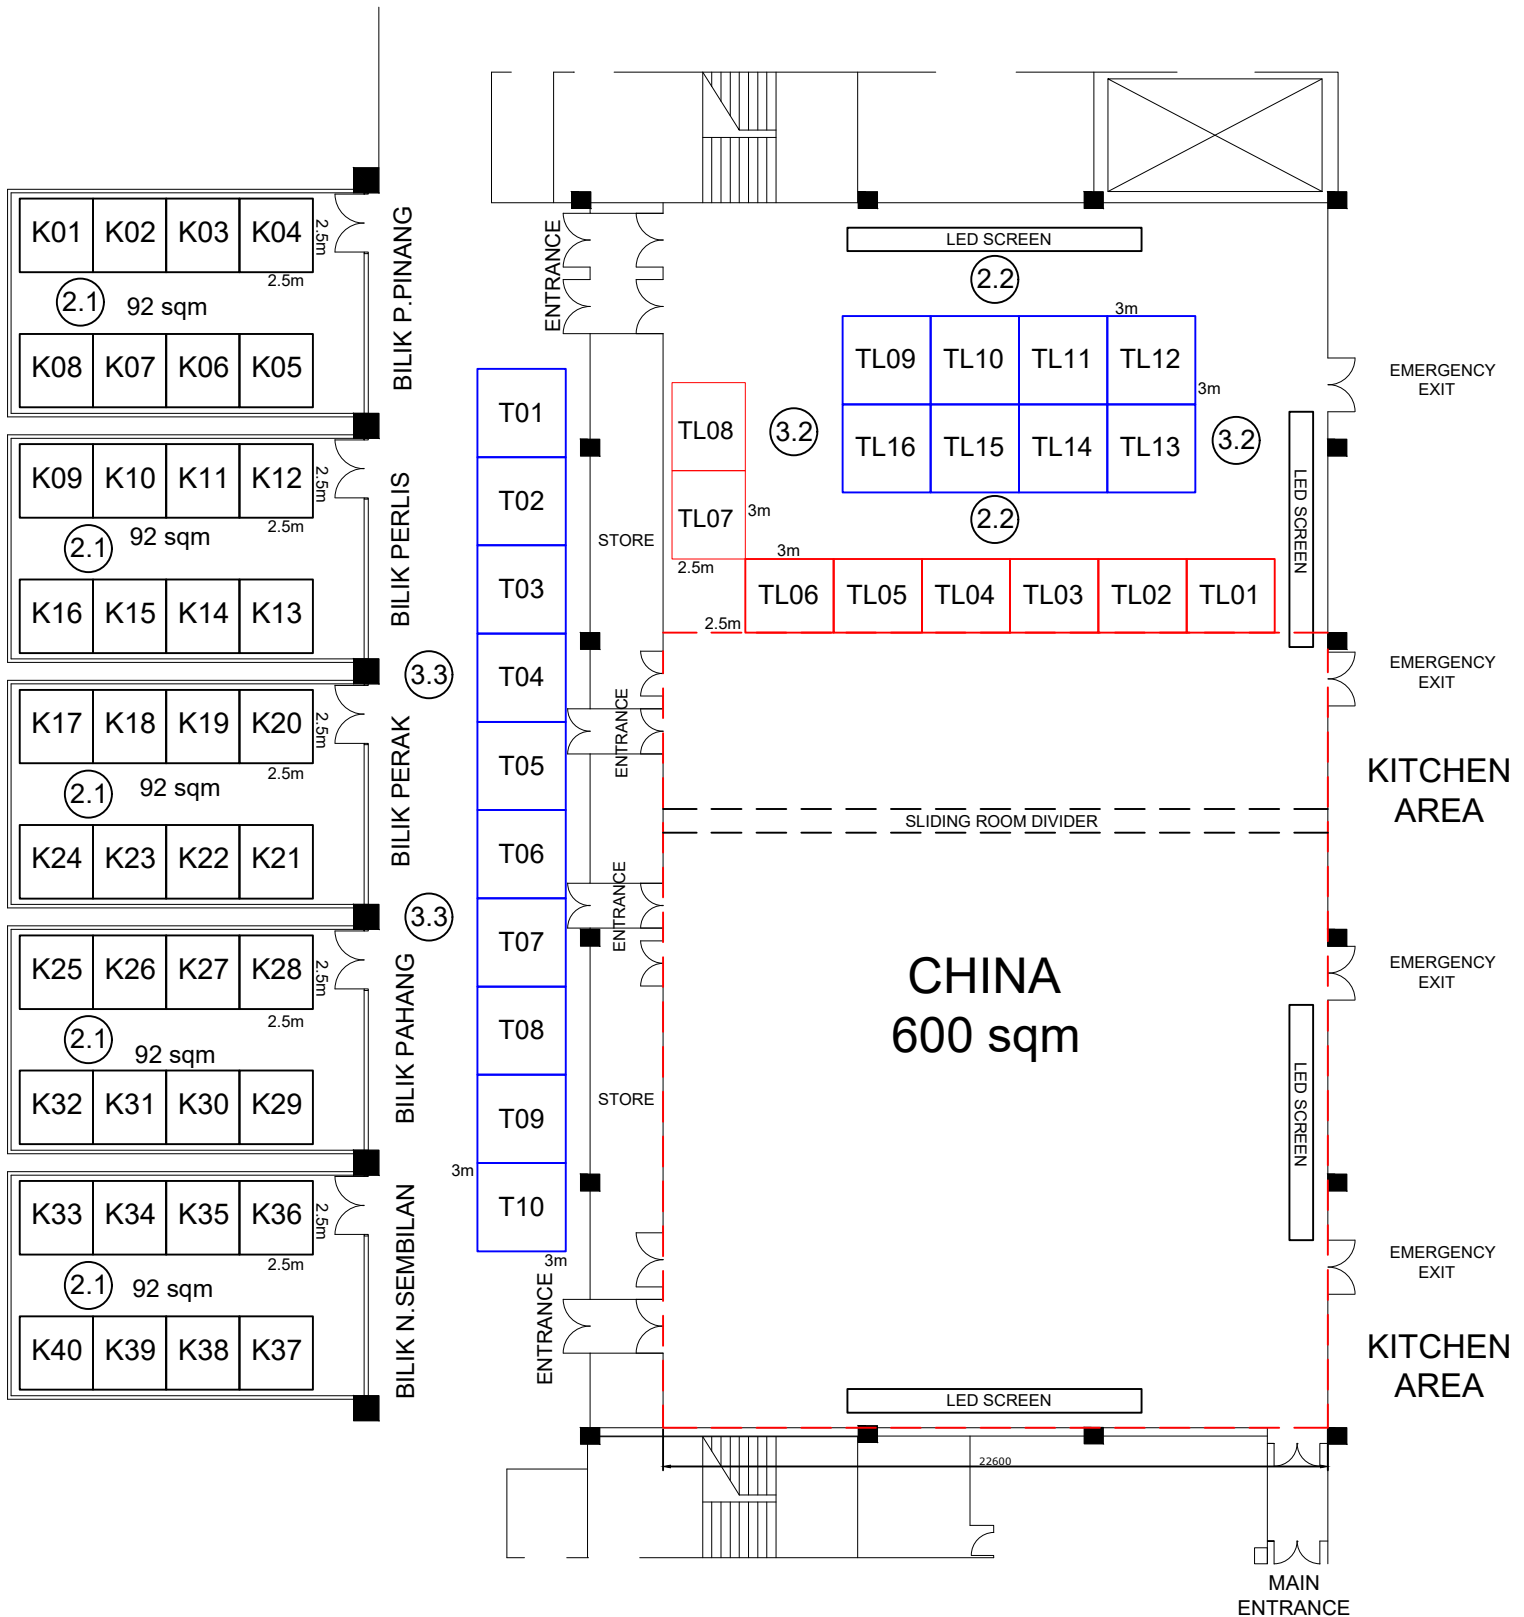 K01 K02 K03 K04
2.5m
2.5m
2.1 92 sqm
K08 K07 K06 K05
BILIK P.PINANG
K09 K10 K11 K12
2.5m
2.5m
2.1 92 sqm
K16 K15 K14 K13
BILIK PERLIS
K17 K18 K19 K20
2.5m
2.5m
2.1 92 sqm
K24 K23 K22 K21
BILIK PERAK
K25 K26 K27 K28
2.5m
2.5m
2.1 92 sqm
K32 K31 K30 K29
BILIK PAHANG
K33 K34 K35 K36
2.5m
2.5m
2.1 92 sqm
K40 K39 K38 K37
BILIK N.SEMBILAN
3.3
3.3
ENTRANCE
T01
T02
T03
T04
T05
T06
T07
T08
T09
T10
3m
3m
ENTRANCE
STORE
ENTRANCE
ENTRANCE
STORE
LED SCREEN
2.2
3m
TL09 TL10 TL11 TL12
3m
TL16 TL15 TL14 TL13
3.2
3.2
2.2
TL08
TL07
3m
2.5m
3m
TL06 TL05 TL04 TL03 TL02 TL01
2.5m
LED SCREEN
SLIDING ROOM DIVIDER
CHINA
600 sqm
LED SCREEN
LED SCREEN
22600
EMERGENCY
EXIT
EMERGENCY
EXIT
KITCHEN
AREA
EMERGENCY
EXIT
EMERGENCY
EXIT
KITCHEN
AREA
MAIN
ENTRANCE